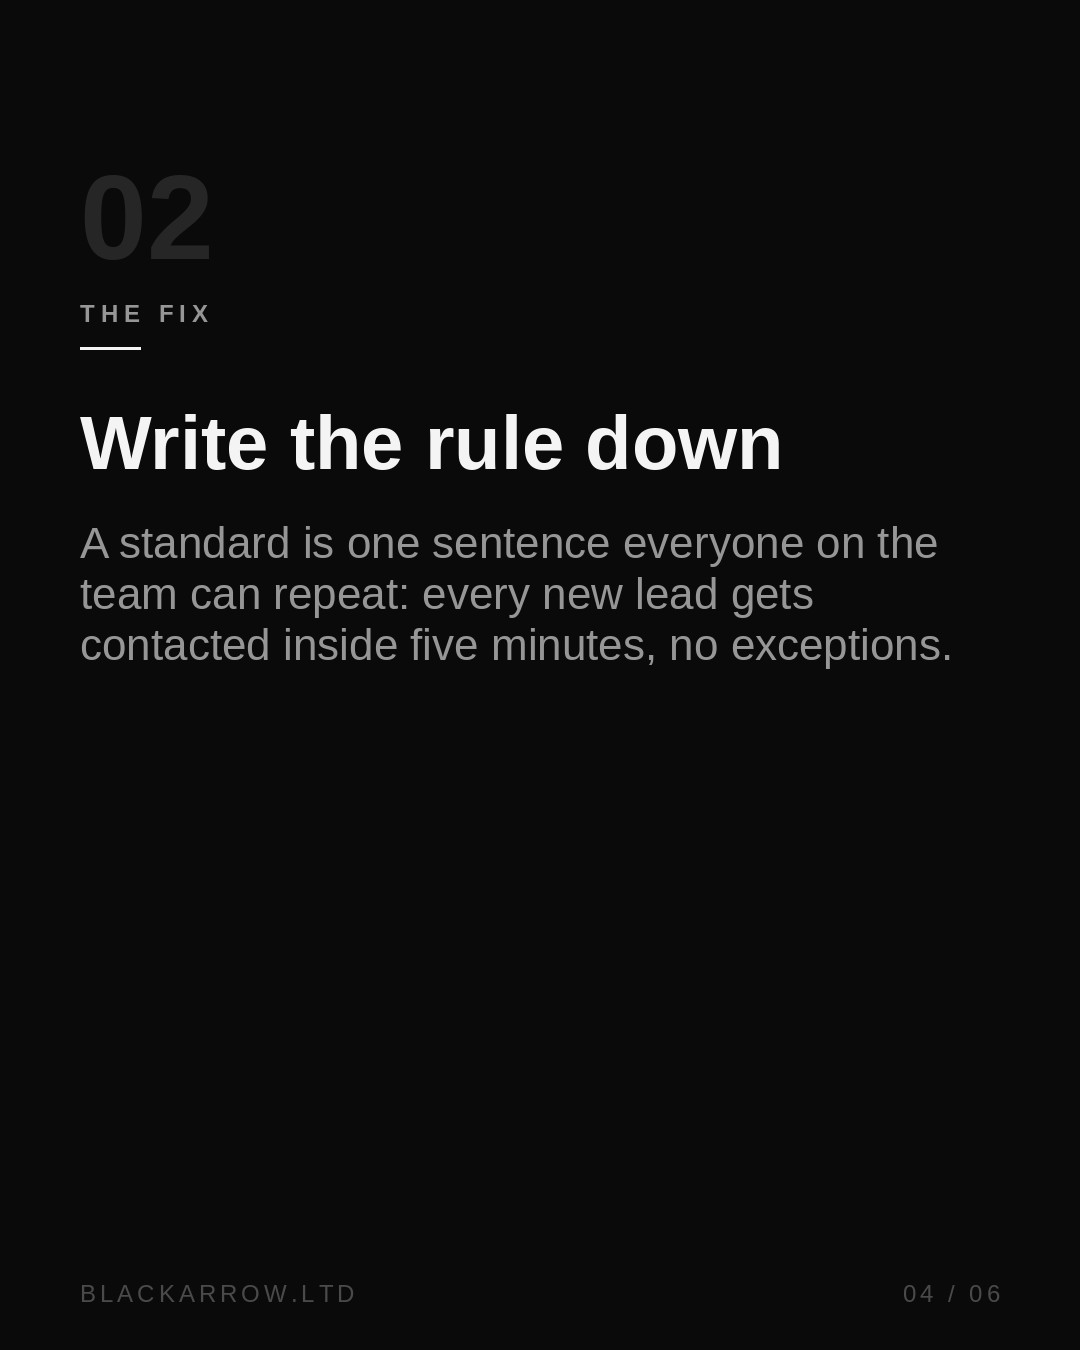 02
THE FIX
Write the rule down
A standard is one sentence everyone on the
team can repeat: every new lead gets
contacted inside five minutes, no exceptions.
BLACKARROW.LTD
04 / 06